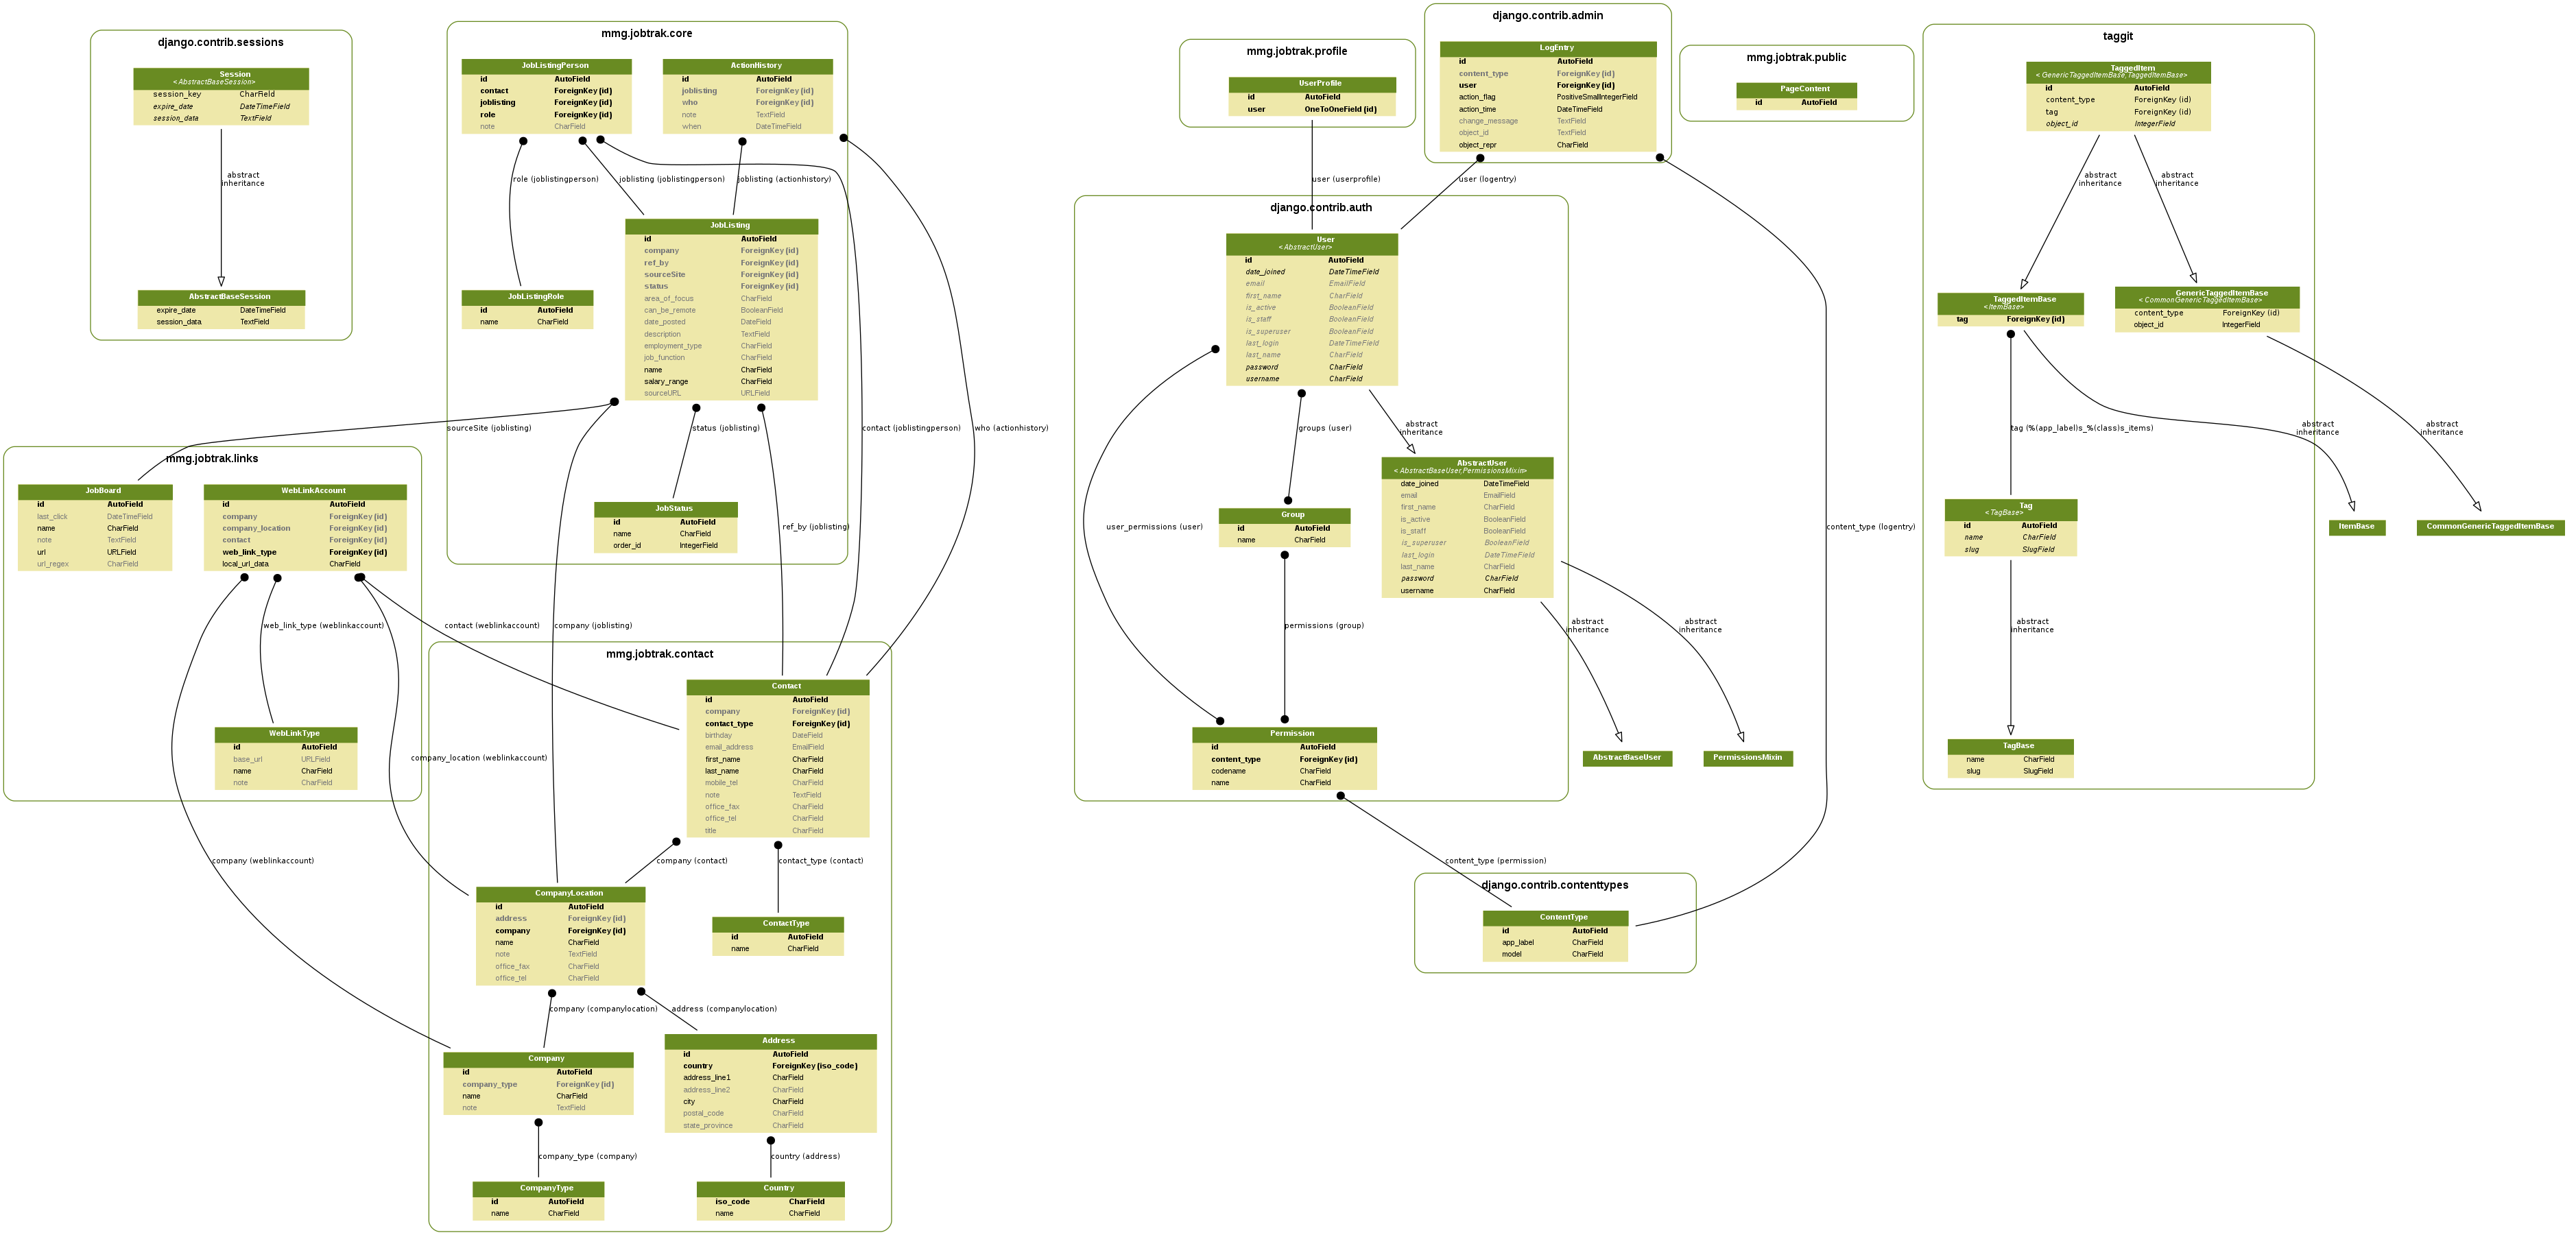 django.contrib.sessions
Session
<AbstractBaseSession>
session_key CharField
expire_date DateTimeField
session_data TextField
abstract
inheritance
AbstractBaseSession
expire_date DateTimeField
session_data TextField
mmg.jobtrak.core
JobListingPerson
id AutoField
contact ForeignKey (id)
joblisting ForeignKey (id)
role ForeignKey (id)
note CharField
ActionHistory
id AutoField
joblisting ForeignKey (id)
who ForeignKey (id)
note TextField
when DateTimeField
role (joblistingperson)
joblisting (joblistingperson)
joblisting (actionhistory)
JobListing
id AutoField
company ForeignKey (id)
ref_by ForeignKey (id)
sourceSite ForeignKey (id)
status ForeignKey (id)
area_of_focus CharField
can_be_remote BooleanField
date_posted DateField
description TextField
employment_type CharField
job_function CharField
name CharField
salary_range CharField
sourceURL URLField
JobListingRole
id AutoField
name CharField
sourceSite (joblisting)
status (joblisting)
contact (joblistingperson)
who (actionhistory)
JobStatus
id AutoField
name CharField
order_id IntegerField
ref_by (joblisting)
mmg.jobtrak.links
JobBoard
id AutoField
last_click DateTimeField
name CharField
note TextField
url URLField
url_regex CharField
WebLinkAccount
id AutoField
company ForeignKey (id)
company_location ForeignKey (id)
contact ForeignKey (id)
web_link_type ForeignKey (id)
local_url_data CharField
web_link_type (weblinkaccount)
contact (weblinkaccount)
company (joblisting)
WebLinkType
id AutoField
base_url URLField
name CharField
note CharField
company_location (weblinkaccount)
company (weblinkaccount)
mmg.jobtrak.contact
Contact
id AutoField
company ForeignKey (id)
contact_type ForeignKey (id)
birthday DateField
email_address EmailField
first_name CharField
last_name CharField
mobile_tel CharField
note TextField
office_fax CharField
office_tel CharField
title CharField
company (contact)
contact_type (contact)
CompanyLocation
id AutoField
address ForeignKey (id)
company ForeignKey (id)
name CharField
note TextField
office_fax CharField
office_tel CharField
ContactType
id AutoField
name CharField
company (companylocation)
address (companylocation)
Company
id AutoField
company_type ForeignKey (id)
name CharField
note TextField
Address
id AutoField
country ForeignKey (iso_code)
address_line1 CharField
address_line2 CharField
city CharField
postal_code CharField
state_province CharField
company_type (company)
country (address)
CompanyType
id AutoField
name CharField
Country
iso_code CharField
name CharField
mmg.jobtrak.profile
UserProfile
id AutoField
user OneToOneField (id)
django.contrib.admin
LogEntry
id AutoField
content_type ForeignKey (id)
user ForeignKey (id)
action_flag PositiveSmallIntegerField
action_time DateTimeField
change_message TextField
object_id TextField
object_repr CharField
mmg.jobtrak.public
PageContent
id AutoField
user (userprofile)
user (logentry)
django.contrib.auth
User
<AbstractUser>
id AutoField
date_joined DateTimeField
email EmailField
first_name CharField
is_active BooleanField
is_staff BooleanField
is_superuser BooleanField
last_login DateTimeField
last_name CharField
password CharField
username CharField
groups (user)
abstract
inheritance
AbstractUser
<AbstractBaseUser,PermissionsMixin>
date_joined DateTimeField
email EmailField
first_name CharField
is_active BooleanField
is_staff BooleanField
is_superuser BooleanField
last_login DateTimeField
last_name CharField
password CharField
username CharField
Group
id AutoField
name CharField
user_permissions (user)
content_type (logentry)
permissions (group)
abstract
inheritance
abstract
inheritance
Permission
id AutoField
content_type ForeignKey (id)
codename CharField
name CharField
AbstractBaseUser
PermissionsMixin
content_type (permission)
django.contrib.contenttypes
ContentType
id AutoField
app_label CharField
model CharField
taggit
TaggedItem
<GenericTaggedItemBase,TaggedItemBase>
id AutoField
content_type ForeignKey (id)
tag ForeignKey (id)
object_id IntegerField
abstract
inheritance
abstract
inheritance
TaggedItemBase
<ItemBase>
tag ForeignKey (id)
GenericTaggedItemBase
<CommonGenericTaggedItemBase>
content_type ForeignKey (id)
object_id IntegerField
tag (%(app_label)s_%(class)s_items)
abstract
inheritance
abstract
inheritance
Tag
<TagBase>
id AutoField
name CharField
slug SlugField
ItemBase
CommonGenericTaggedItemBase
abstract
inheritance
TagBase
name CharField
slug SlugField